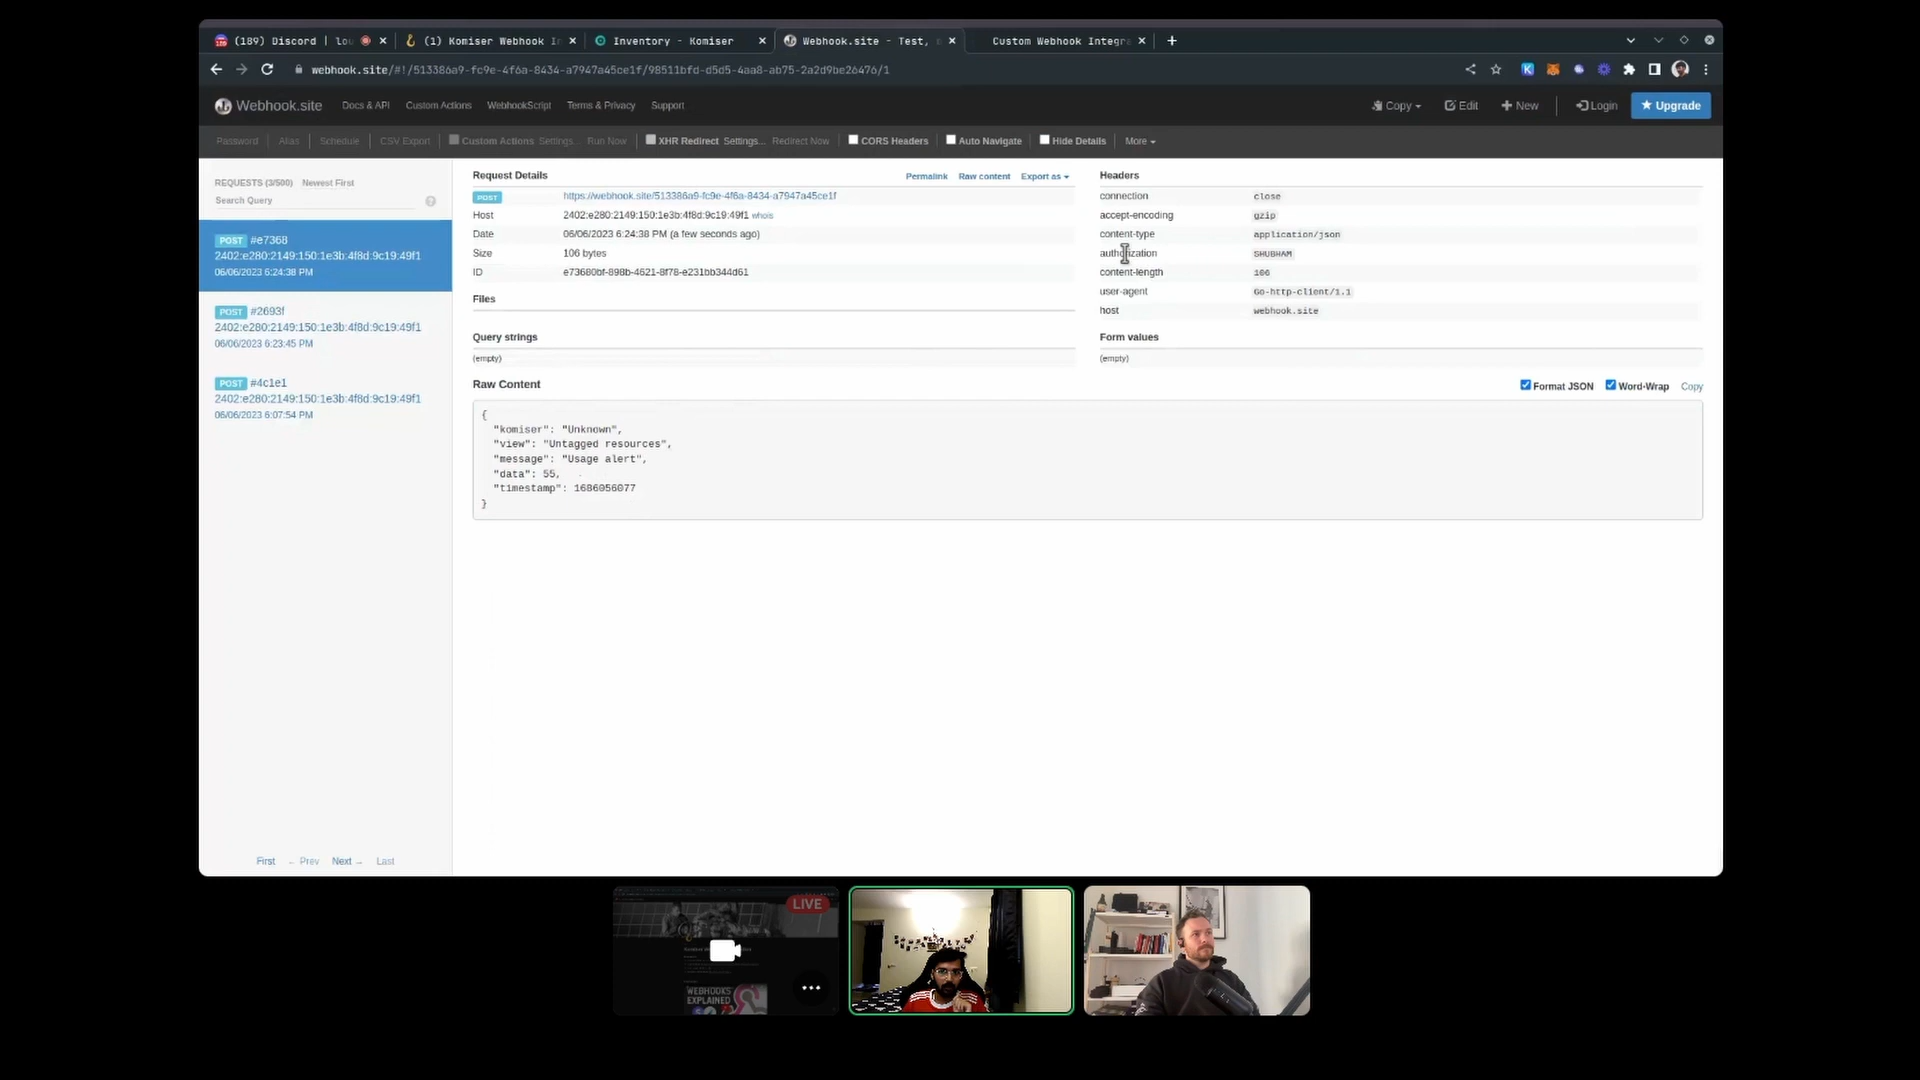 (189) Discord | lou
(1) Komiser Webhook I
Inventory - Komiser
Webhook.site - Test,
Custom Webhook Integra
webhook.site/#!/513386a9-fc9e-4f6a-8434-a7947a45ce1f/98511bfd-d5d5-4aa8-ab75-2a2d9be26476/1
Webhook.site Docs & API Custom Actions WebhookScript Terms & Privacy Support Copy Edit New Login Upgrade
Password Alias Schedule CSV Export Custom Actions Settings... Run Now XHR Redirect Settings... Redirect Now CORS Headers Auto Navigate Hide Details More
REQUESTS (3/500) Newest First
Search Query
POST #e7368
2402:e280:2149:150:1e3b:4f8d:9c19:49f1
06/06/2023 6:24:38 PM
POST #2693f
2402:e280:2149:150:1e3b:4f8d:9c19:49f1
06/06/2023 6:23:45 PM
POST #4c1e1
2402:e280:2149:150:1e3b:4f8d:9c19:49f1
06/06/2023 6:07:54 PM
First ← Prev Next → Last
Request Details Permalink Raw content Export as
POST https://webhook.site/513386a9-fc9e-4f6a-8434-a7947a45ce1f
Host 2402:e280:2149:150:1e3b:4f8d:9c19:49f1 whois
Date 06/06/2023 6:24:38 PM (a few seconds ago)
Size 106 bytes
ID e73680bf-898b-4621-8f78-e231bb344d61
Files
Query strings
(empty)
Headers
connection close
accept-encoding gzip
content-type application/json
authorization SHUBHAM
content-length 106
user-agent Go-http-client/1.1
host webhook.site
Form values
(empty)
Raw Content Format JSON Word-Wrap Copy
{
"komiser": "Unknown",
"view": "Untagged resources",
"message": "Usage alert",
"data": 55,
"timestamp": 1686056077
}
LIVE
WEBHOOKS
EXPLAINED